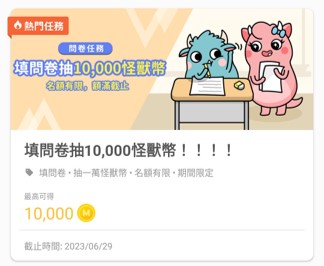 熱門任務
問卷任務
填問卷抽10,000怪獸幣
名額有限，額滿截止
填問卷抽10,000怪獸幣！！！！
填問卷•抽一萬怪獸幣•名額有限•期間限定
最高可得
10,000 M
截止時間: 2023/06/29